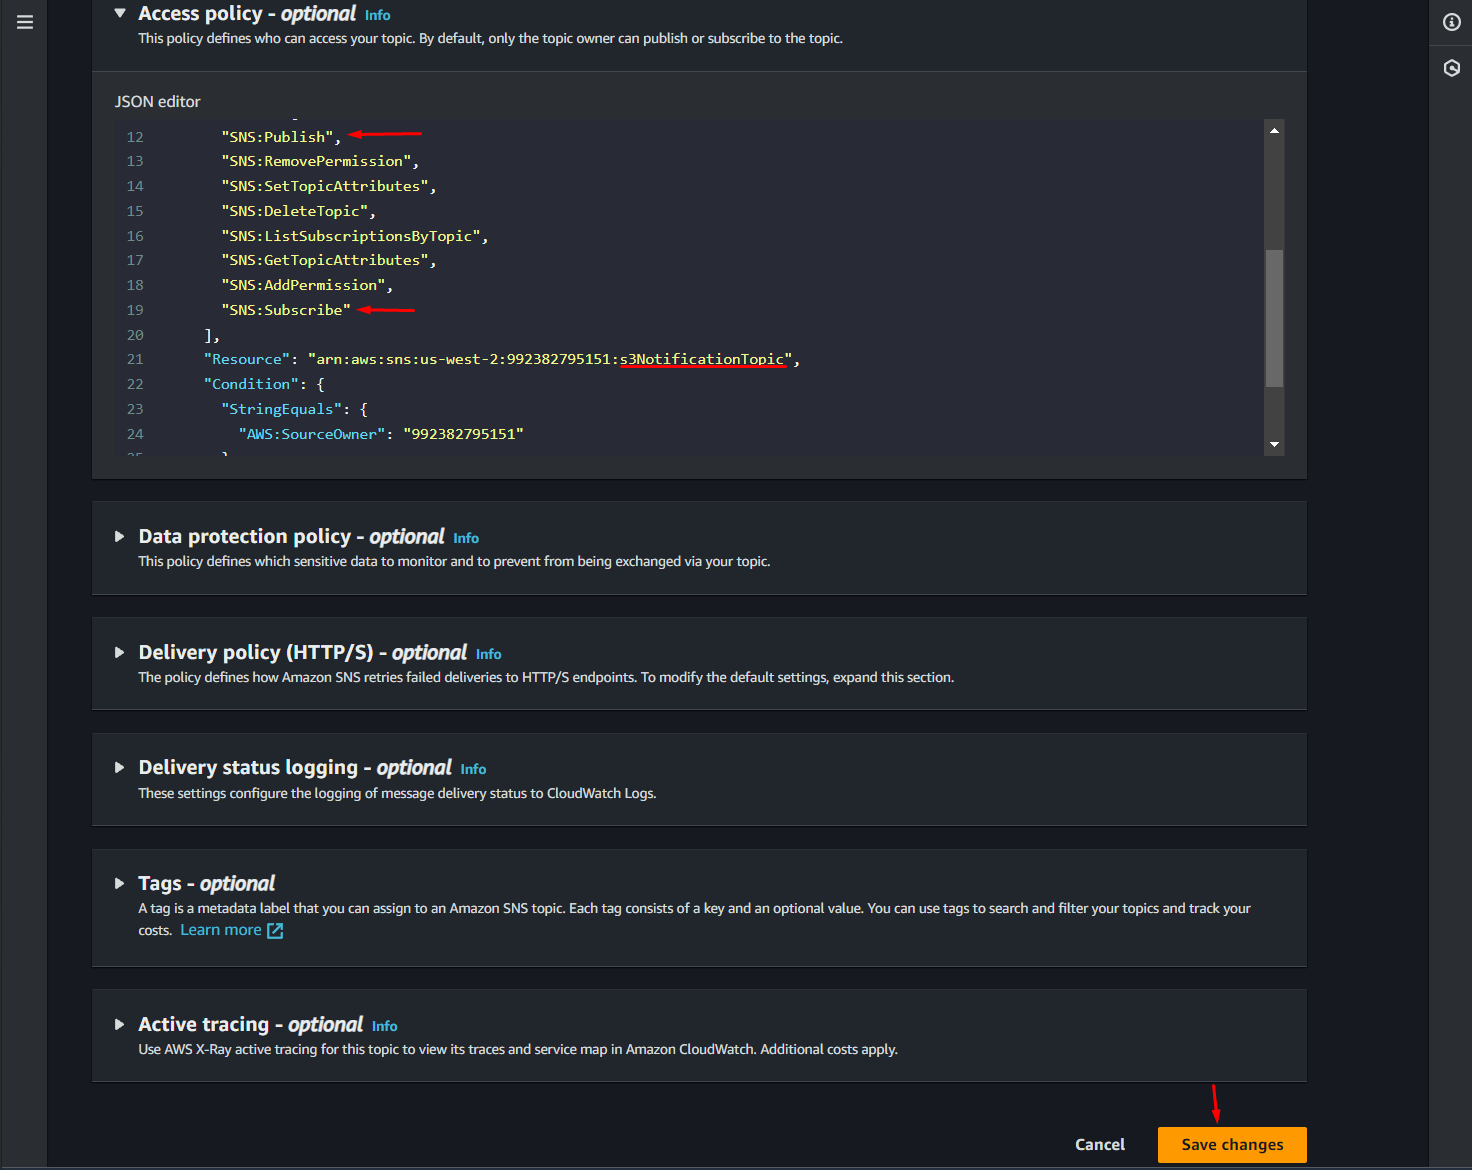 Access policy - optional Info
This policy defines who can access your topic. By default, only the topic owner can publish or subscribe to the topic.
JSON editor
12 "SNS:Publish",
13 "SNS:RemovePermission",
14 "SNS:SetTopicAttributes",
15 "SNS:DeleteTopic",
16 "SNS:ListSubscriptionsByTopic",
17 "SNS:GetTopicAttributes",
18 "SNS:AddPermission",
19 "SNS:Subscribe"
20 ],
21 "Resource": "arn:aws:sns:us-west-2:992382795151:s3NotificationTopic",
22 "Condition": {
23 "StringEquals": {
24 "AWS:SourceOwner": "992382795151"
Data protection policy - optional Info
This policy defines which sensitive data to monitor and to prevent from being exchanged via your topic.
Delivery policy (HTTP/S) - optional Info
The policy defines how Amazon SNS retries failed deliveries to HTTP/S endpoints. To modify the default settings, expand this section.
Delivery status logging - optional Info
These settings configure the logging of message delivery status to CloudWatch Logs.
Tags - optional
A tag is a metadata label that you can assign to an Amazon SNS topic. Each tag consists of a key and an optional value. You can use tags to search and filter your topics and track your
costs. Learn more
Active tracing - optional Info
Use AWS X-Ray active tracing for this topic to view its traces and service map in Amazon CloudWatch. Additional costs apply.
Cancel Save changes